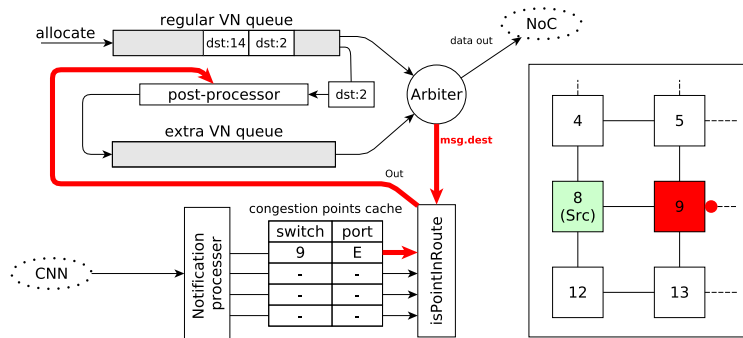 regular VN queue
NoC
allocate
dst:14
dst:2
data out
post-processor
dst:2
Arbiter
extra VN queue
msg.dest
Out
congestion points cache
switch
port
9
E
-
-
-
-
-
-
CNN
Notification
processer
isPointInRoute
4
5
8
(Src)
9
12
13